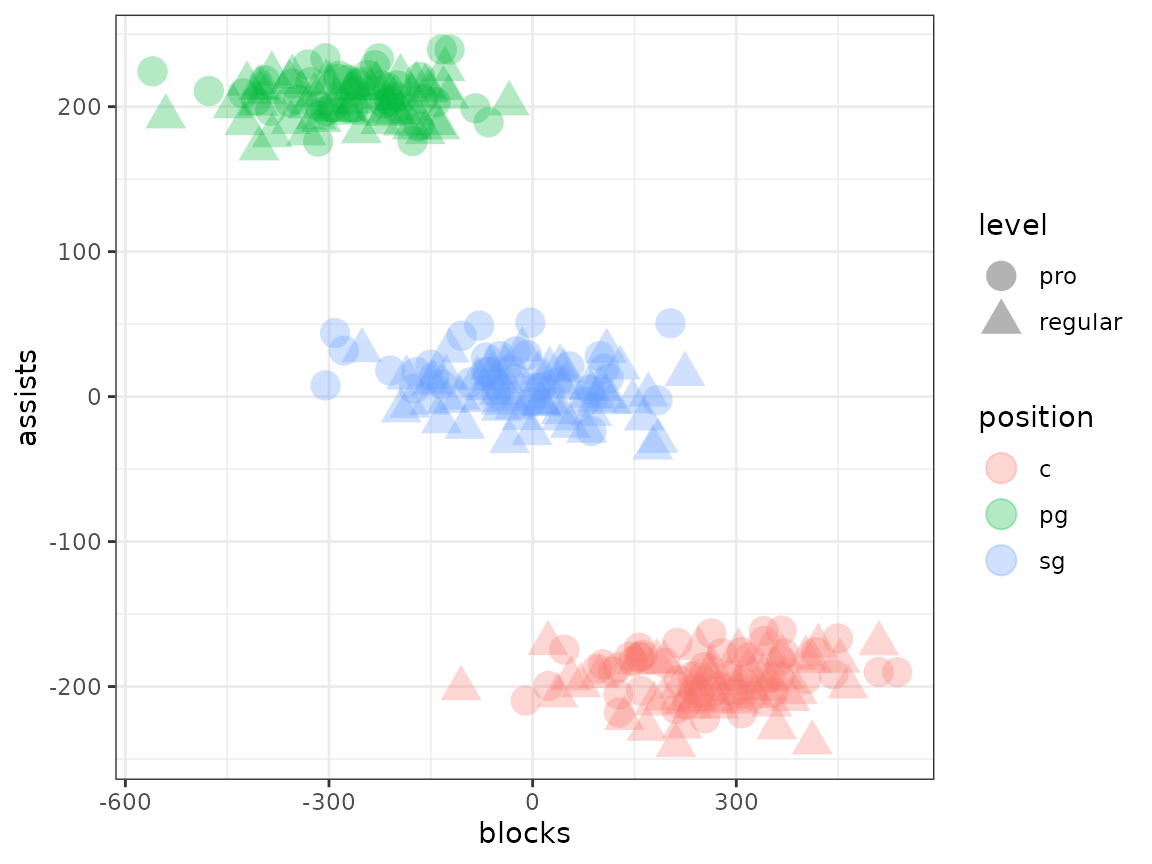 200
100
0
-100
-200
assists
-600
-300
0
300
blocks
level
pro
regular
position
c
pg
sg